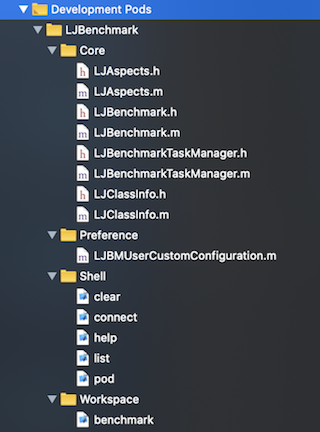 Development Pods
LJBenchmark
Core
h LJAspects.h
m LJAspects.m
h LJBenchmark.h
m LJBenchmark.m
h LJBenchmarkTaskManager.h
m LJBenchmarkTaskManager.m
h LJClassInfo.h
m LJClassInfo.m
Preference
m LJBMUserCustomConfiguration.m
Shell
clear
connect
help
list
pod
Workspace
benchmark